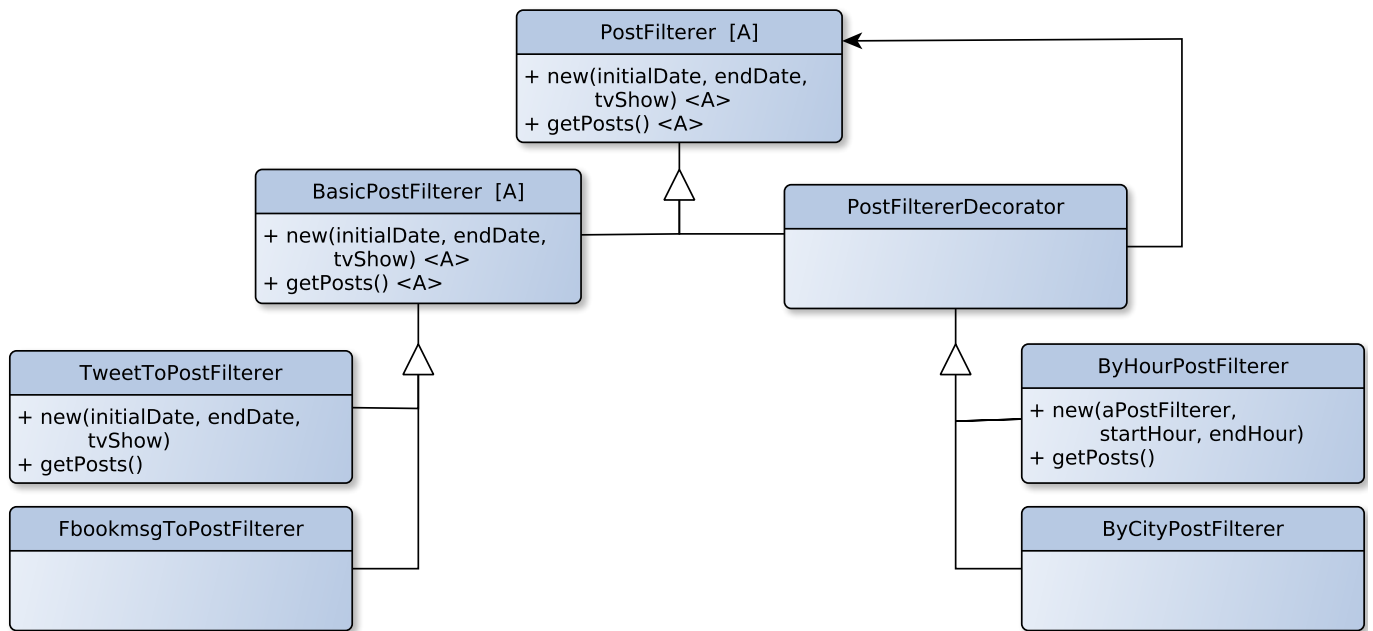 PostFilterer [A]
+ new(initialDate, endDate,
tvShow) <A>
+ getPosts() <A>
BasicPostFilterer [A]
+ new(initialDate, endDate,
tvShow) <A>
+ getPosts() <A>
PostFiltererDecorator
TweetToPostFilterer
+ new(initialDate, endDate,
tvShow)
+ getPosts()
FbookmsgToPostFilterer
ByHourPostFilterer
+ new(aPostFilterer,
startHour, endHour)
+ getPosts()
ByCityPostFilterer